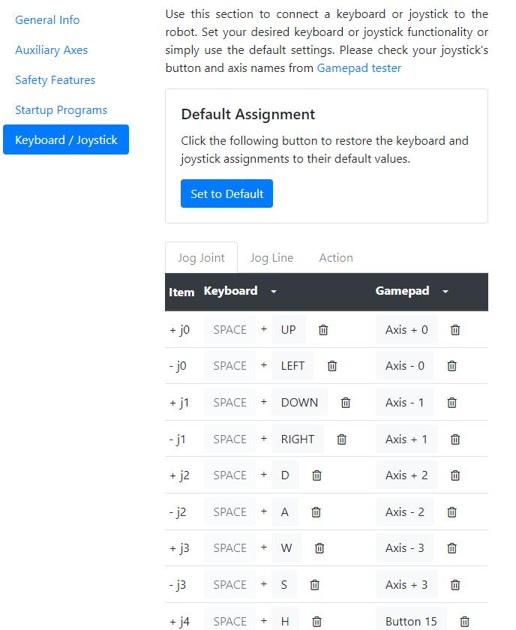 General Info
Auxiliary Axes
Safety Features
Startup Programs
Keyboard / Joystick
Use this section to connect a keyboard or joystick to the
robot. Set your desired keyboard or joystick functionality or
simply use the default settings. Please check your joystick's
button and axis names from Gamepad tester
Default Assignment
Click the following button to restore the keyboard and
joystick assignments to their default values.
Set to Default
Jog Joint Jog Line Action
Item Keyboard Gamepad
+ j0 SPACE + UP Axis + 0
- j0 SPACE + LEFT Axis - 0
+ j1 SPACE + DOWN Axis - 1
- j1 SPACE + RIGHT Axis + 1
+ j2 SPACE + D Axis + 2
- j2 SPACE + A Axis - 2
+ j3 SPACE + W Axis - 3
- j3 SPACE + S Axis + 3
+ j4 SPACE + H Button 15